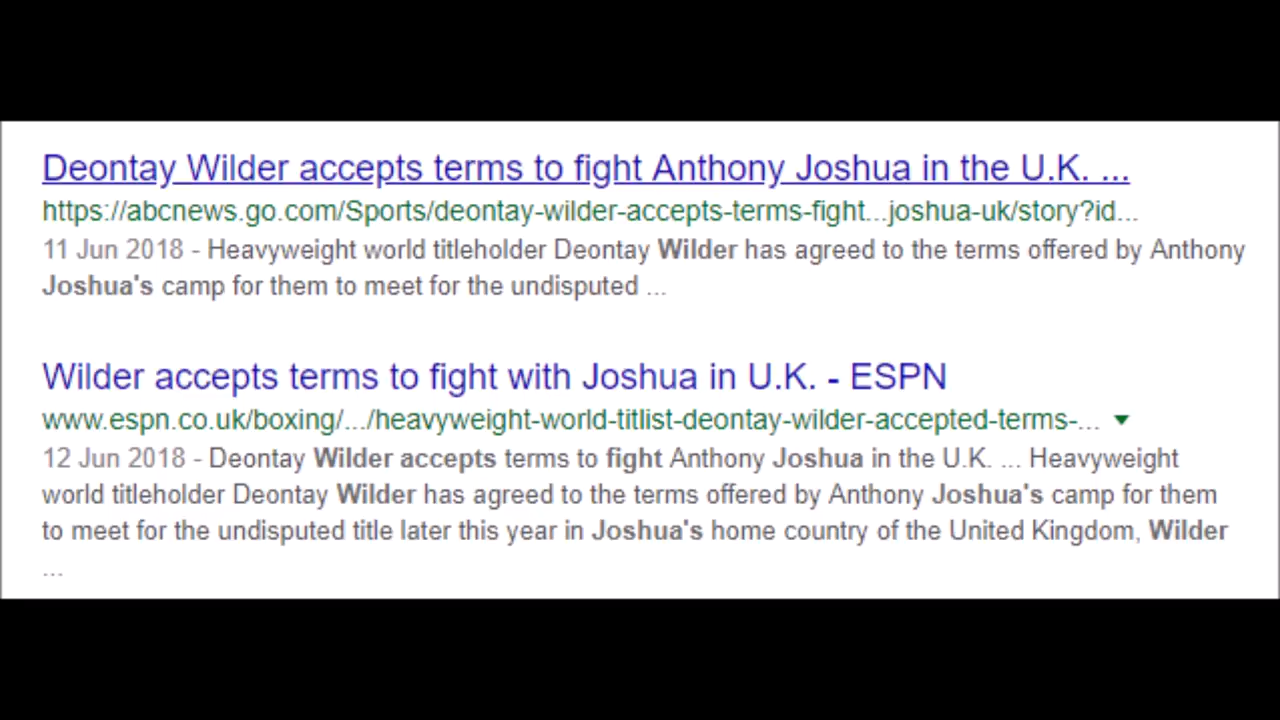 Deontay Wilder accepts terms to fight Anthony Joshua in the U.K. ...
https://abcnews.go.com/Sports/deontay-wilder-accepts-terms-fight...joshua-uk/story?id...
11 Jun 2018 - Heavyweight world titleholder Deontay Wilder has agreed to the terms offered by Anthony
Joshua's camp for them to meet for the undisputed ...
Wilder accepts terms to fight with Joshua in U.K. - ESPN
www.espn.co.uk/boxing/.../heavyweight-world-titlist-deontay-wilder-accepted-terms-...
12 Jun 2018 - Deontay Wilder accepts terms to fight Anthony Joshua in the U.K. ... Heavyweight
world titleholder Deontay Wilder has agreed to the terms offered by Anthony Joshua's camp for them
to meet for the undisputed title later this year in Joshua's home country of the United Kingdom, Wilder
...